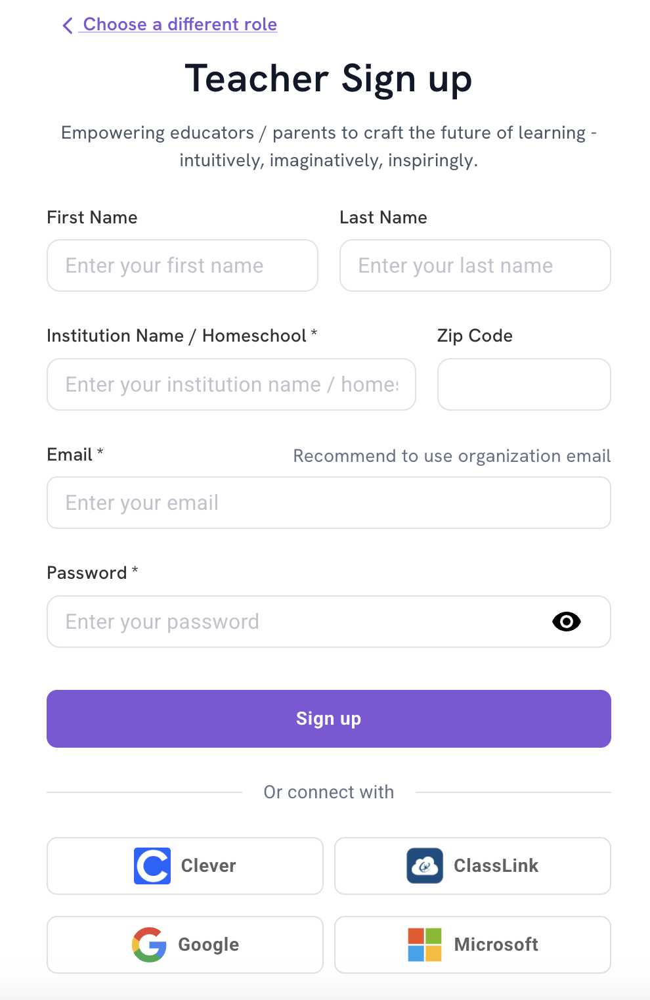 Choose a different role
Teacher Sign up
Empowering educators / parents to craft the future of learning -
intuitively, imaginatively, inspiringly.
First Name
Last Name
Enter your first name
Enter your last name
Institution Name / Homeschool *
Zip Code
Enter your institution name / homes
Email *
Recommend to use organization email
Enter your email
Password *
Enter your password
Sign up
Or connect with
Clever
ClassLink
Google
Microsoft